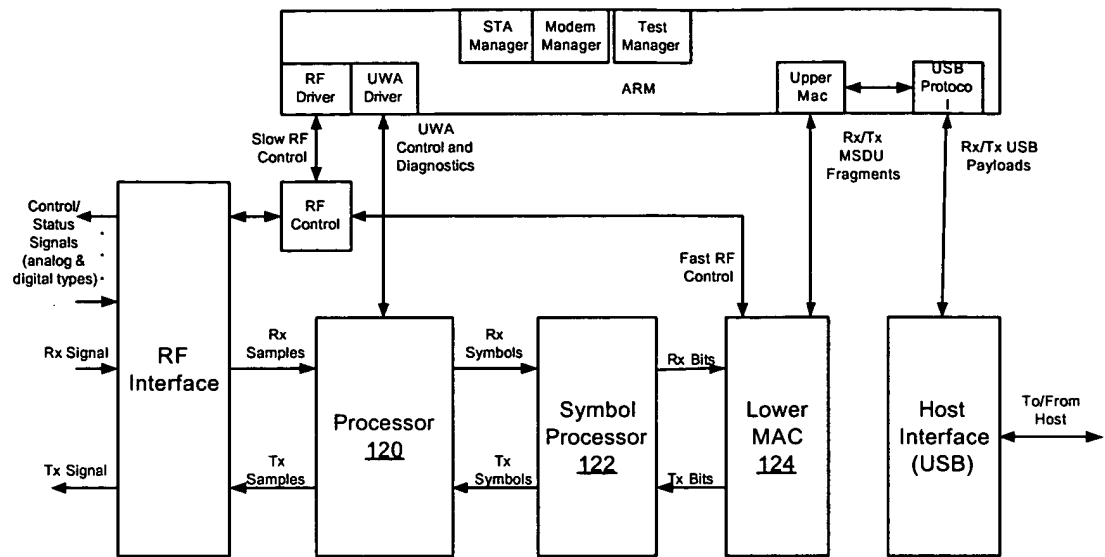 STA
Manager
Modem
Manager
Test
Manager
RF
Driver
UWA
Driver
ARM
Upper
Mac
USB
Protoco
l
Slow RF
Control
UWA
Control and
Diagnostics
Rx/Tx
MSDU
Fragments
Rx/Tx USB
Payloads
Control/
Status
Signals
(analog &
digital types)
RF
Control
Fast RF
Control
Rx Signal
RF
Interface
Rx
Samples
Processor
120
Rx
Symbols
Symbol
Processor
122
Rx Bits
Lower
MAC
124
Host
Interface
(USB)
To/From
Host
Tx Signal
Tx
Samples
Tx
Symbols
Tx Bits